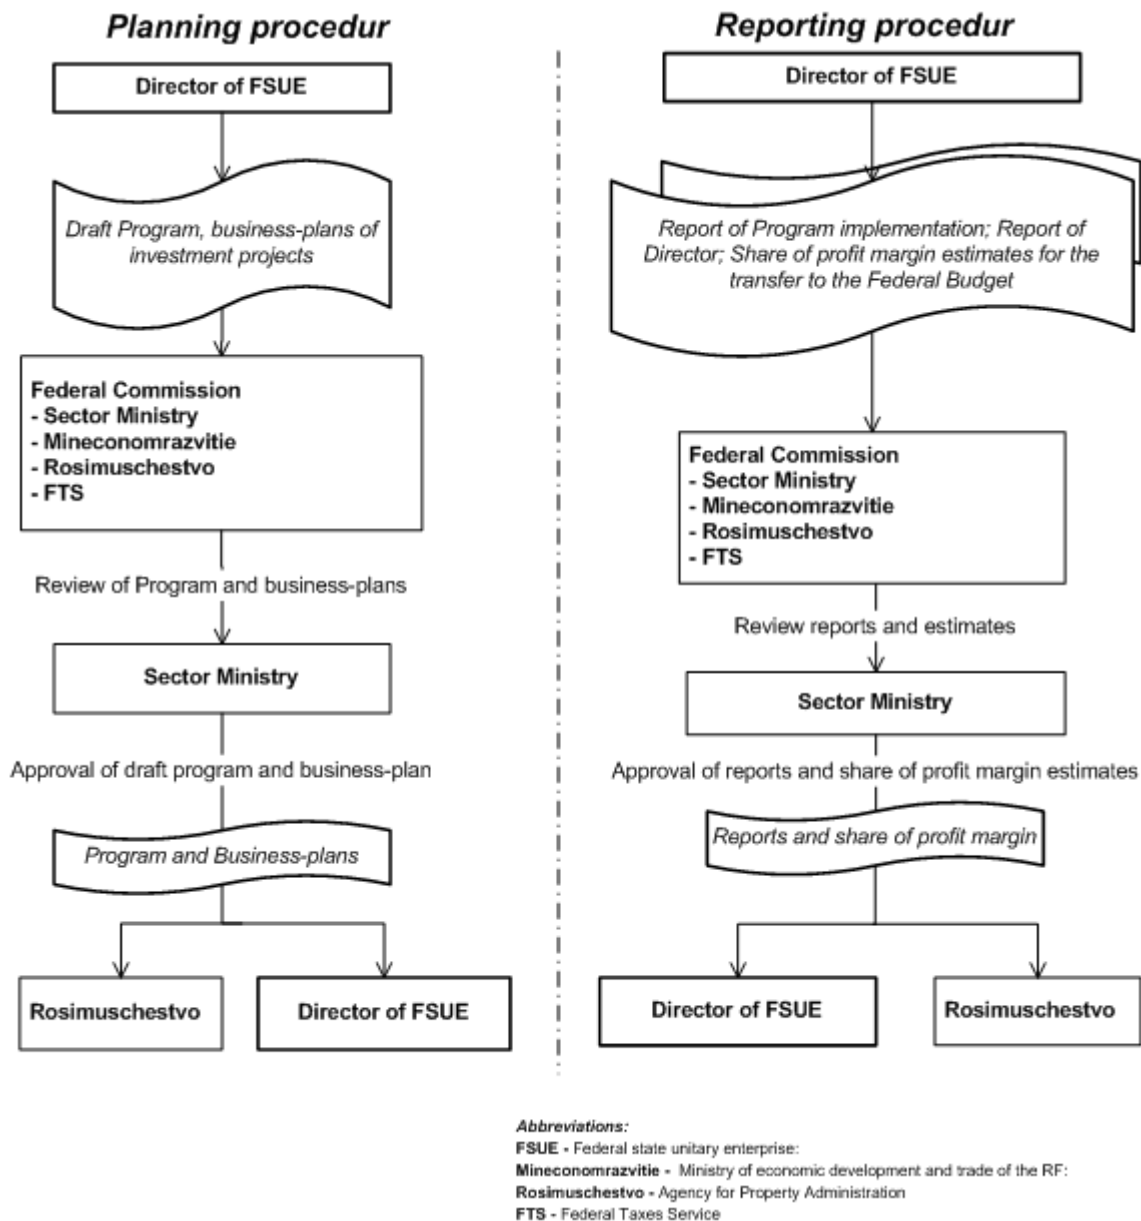 Planning procedur
Director of FSUE
Draft Program, business-plans of
investment projects
Federal Commission
- Sector Ministry
- Mineconomrazvitie
- Rosimuschestvo
- FTS
Review of Program and business-plans
Sector Ministry
Approval of draft program and business-plan
Program and Business-plans
Rosimuschestvo
Director of FSUE
Reporting procedur
Director of FSUE
Report of Program implementation; Report of
Director; Share of profit margin estimates for the
transfer to the Federal Budget
Federal Commission
- Sector Ministry
- Mineconomrazvitie
- Rosimuschestvo
- FTS
Review reports and estimates
Sector Ministry
Approval of reports and share of profit margin estimates
Reports and share of profit margin
Director of FSUE
Rosimuschestvo
Abbreviations:
FSUE - Federal state unitary enterprise:
Mineconomrazvitie - Ministry of economic development and trade of the RF:
Rosimuschestvo - Agency for Property Administration
FTS - Federal Taxes Service